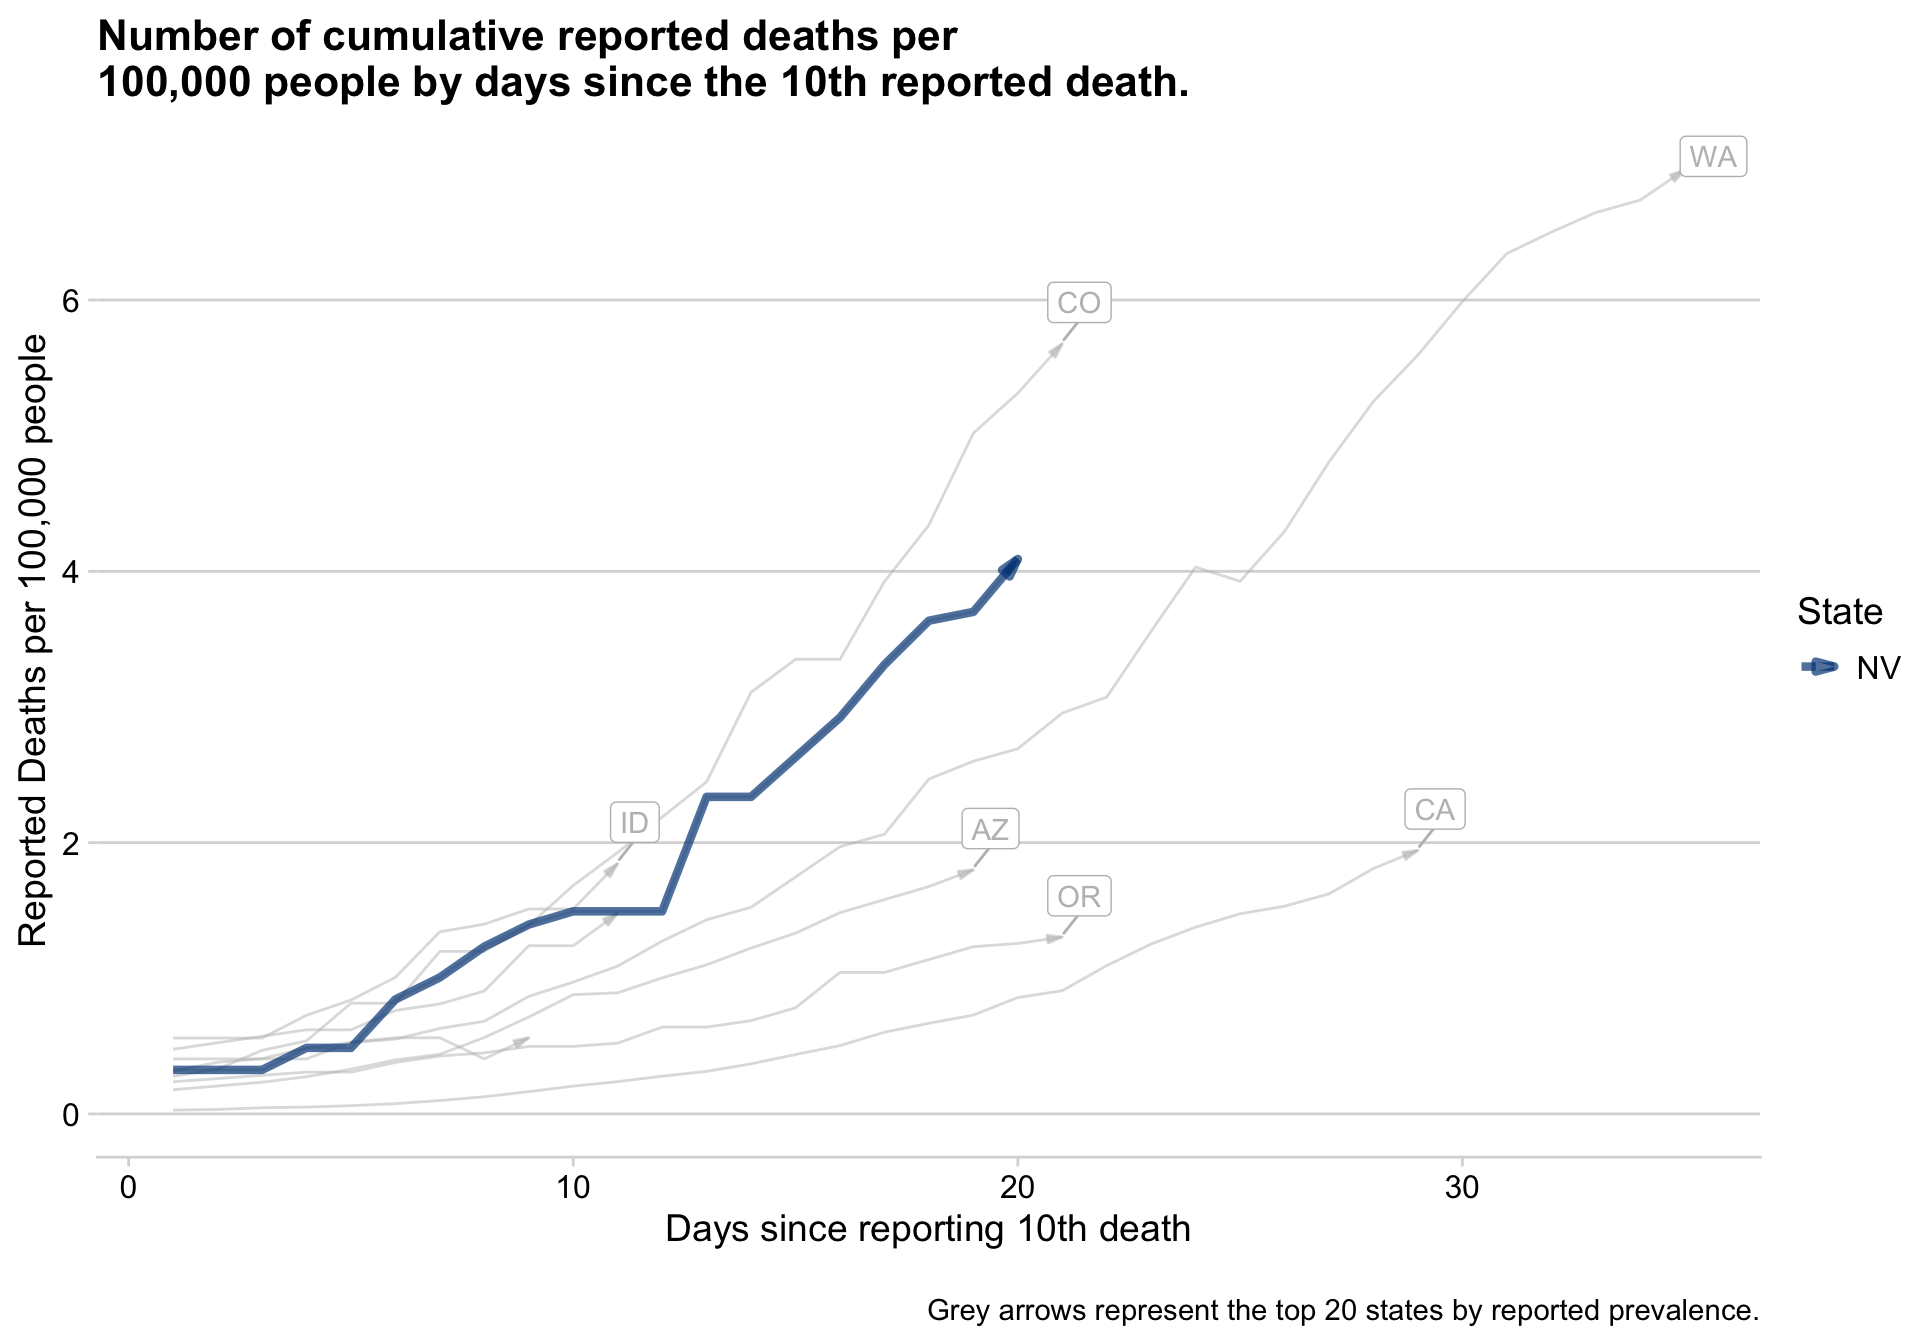 Number of cumulative reported deaths per
100,000 people by days since the 10th reported death.
WA
CO
6
4
ID
AZ
CA
2
OR
0
Reported Deaths per 100,000 people
State
NV
0 10 20 30
Days since reporting 10th death
Grey arrows represent the top 20 states by reported prevalence.